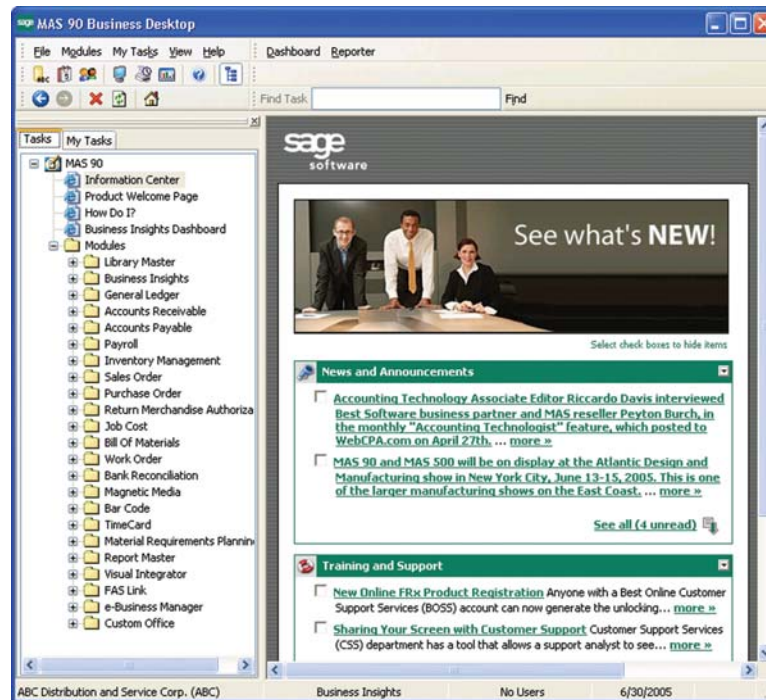 sage MAS 90 Business Desktop
File Modules My Tasks View Help
Dashboard Reporter
Find Task Find
Tasks My Tasks
MAS 90
Information Center
Product Welcome Page
How Do I?
Business Insights Dashboard
Modules
Library Master
Business Insights
General Ledger
Accounts Receivable
Accounts Payable
Payroll
Inventory Management
Sales Order
Purchase Order
Return Merchandise Authoriza
Job Cost
Bill Of Materials
Work Order
Bank Reconciliation
Magnetic Media
Bar Code
TimeCard
Material Requirements Plannin
Report Master
Visual Integrator
FAS Link
e-Business Manager
Custom Office
sage
software
See what's NEW!
Select check boxes to hide items
News and Announcements
Accounting Technology Associate Editor Riccardo Davis interviewed
Best Software business partner and MAS reseller Peyton Burch, in
the monthly "Accounting Technologist" feature, which posted to
WebCPA.com on April 27th. ... more »
MAS 90 and MAS 500 will be on display at the Atlantic Design and
Manufacturing show in New York City, June 13-15, 2005. This is one
of the larger manufacturing shows on the East Coast. ... more »
See all (4 unread)
Training and Support
New Online FRx Product Registration Anyone with a Best Online Customer
Support Services (BOSS) account can now generate the unlocking... more »
Sharing Your Screen with Customer Support Customer Support Services
(CSS) department has a tool that allows a support analyst to see... more »
ABC Distribution and Service Corp. (ABC) Business Insights No Users 6/30/2005